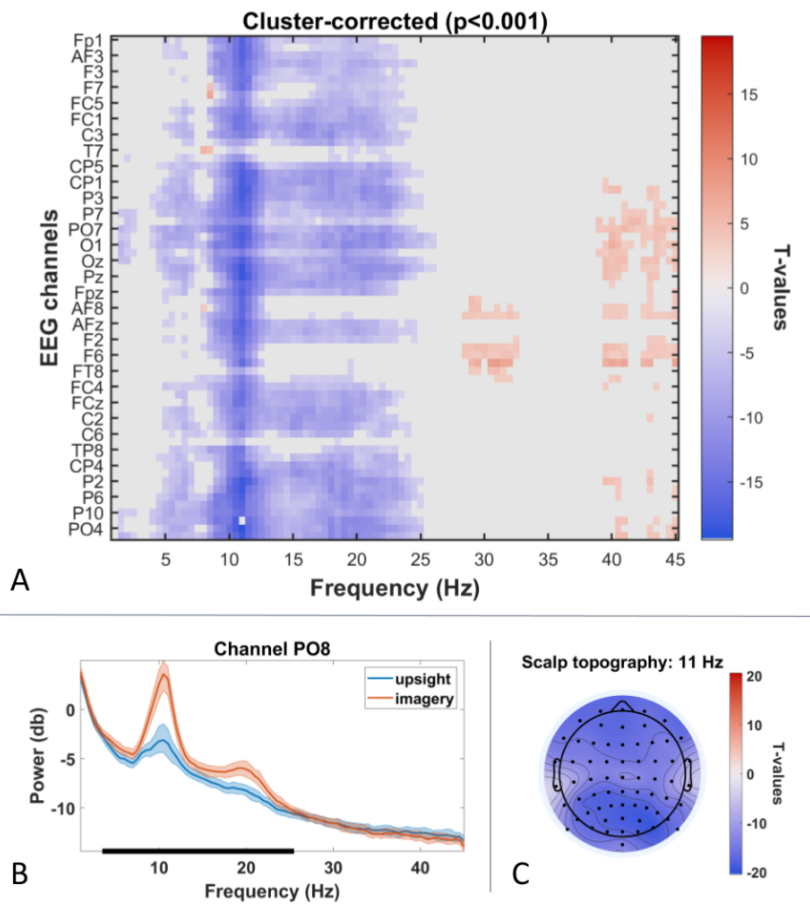 Cluster-corrected (p<0.001)
Fp1
AF3
F3
F7
FC5
FC1
C3
T7
CP5
CP1
P3
P7
PO7
O1
Oz
Pz
Fpz
AF8
AFz
F2
F6
FT8
FC4
FCz
C2
C6
TP8
CP4
P2
P6
P10
PO4
EEG channels
5 10 15 20 25 30 35 40 45
Frequency (Hz)
15
10
5
0
-5
-10
-15
T-values
A
Channel PO8
upsight
imagery
0
-5
-10
Power (db)
10 20 30 40
Frequency (Hz)
B
Scalp topography: 11 Hz
20
10
0
-10
-20
T-values
C